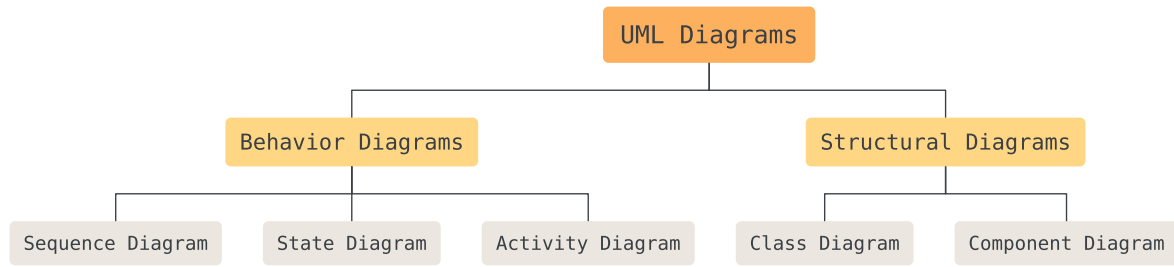 UML Diagrams
Behavior Diagrams
Structural Diagrams
Sequence Diagram
State Diagram
Activity Diagram
Class Diagram
Component Diagram